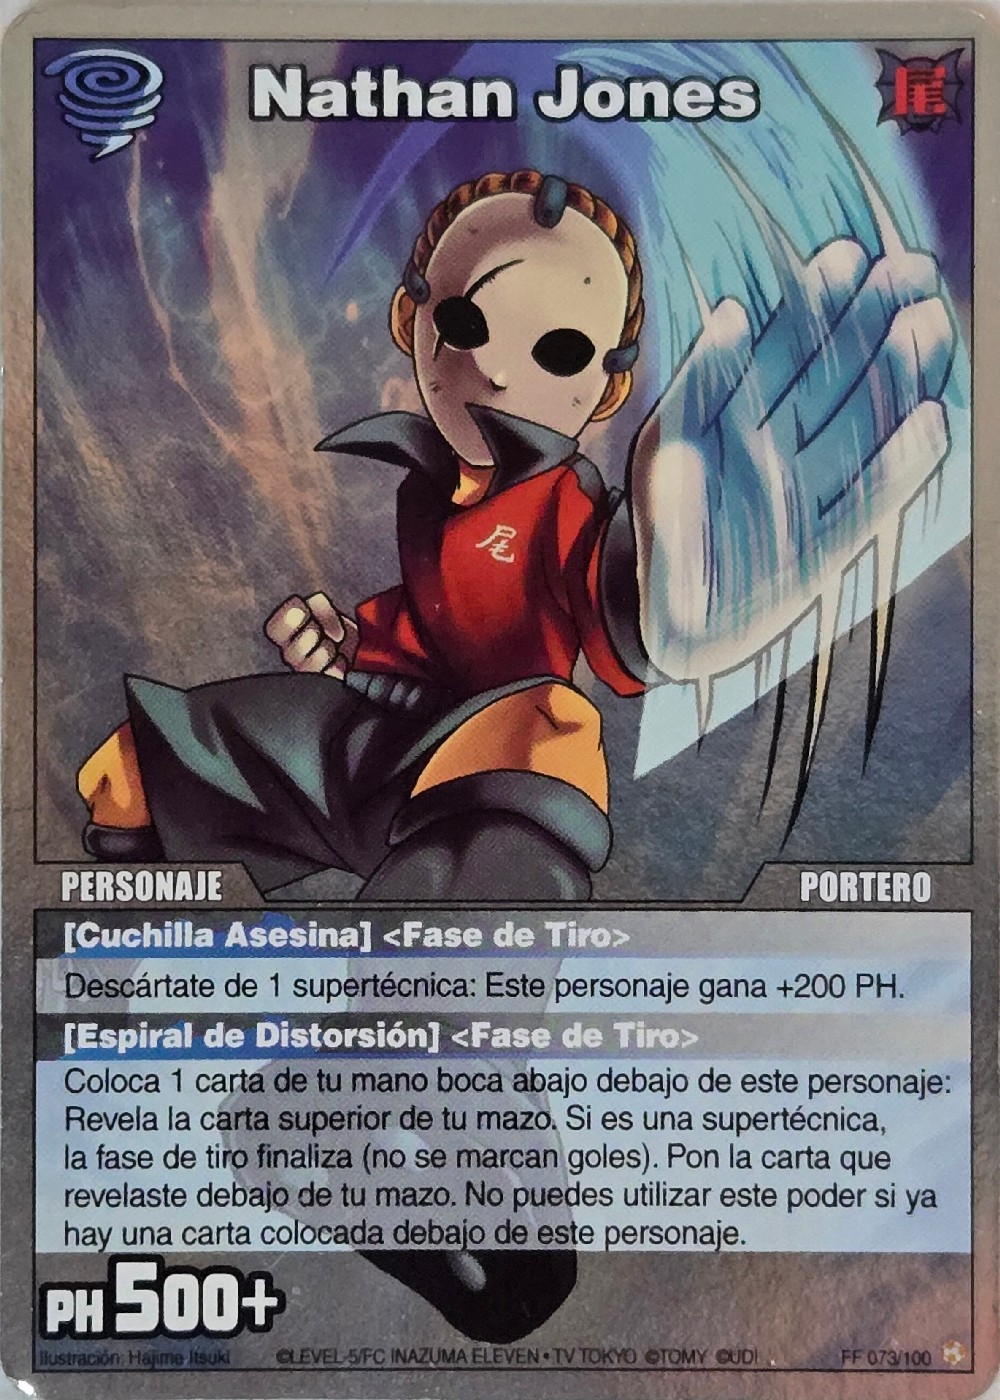 Nathan Jones
尾
尾
PERSONAJE
PORTERO
[Cuchilla Asesina] <Fase de Tiro>
Descártate de 1 supertécnica: Este personaje gana +200 PH.
[Espiral de Distorsión] <Fase de Tiro>
Coloca 1 carta de tu mano boca abajo debajo de este personaje:
Revela la carta superior de tu mazo. Si es una supertécnica,
la fase de tiro finaliza (no se marcan goles). Pon la carta que
revelaste debajo de tu mazo. No puedes utilizar este poder si ya
hay una carta colocada debajo de este personaje.
PH 500+
Ilustración: Hajime Itsuki ©LEVEL-5/FC INAZUMA ELEVEN • TV TOKYO ©TOMY ©UDI FF 073/100